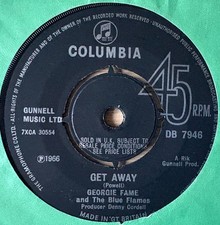 COLUMBIA
GUNNELL
MUSIC LTD
7XCA 30554
45
R.P.M.
SOLD IN U.K. SUBJECT TO
RESALE PRICE CONDITIONS,
SEE PRICE LISTS
DB 7946
℗1966
A Rik
Gunnell Prod.
GET AWAY
(Powell)
GEORGIE FAME
and The Blue Flames
Producer Denny Cordell
MADE IN GT BRITAIN